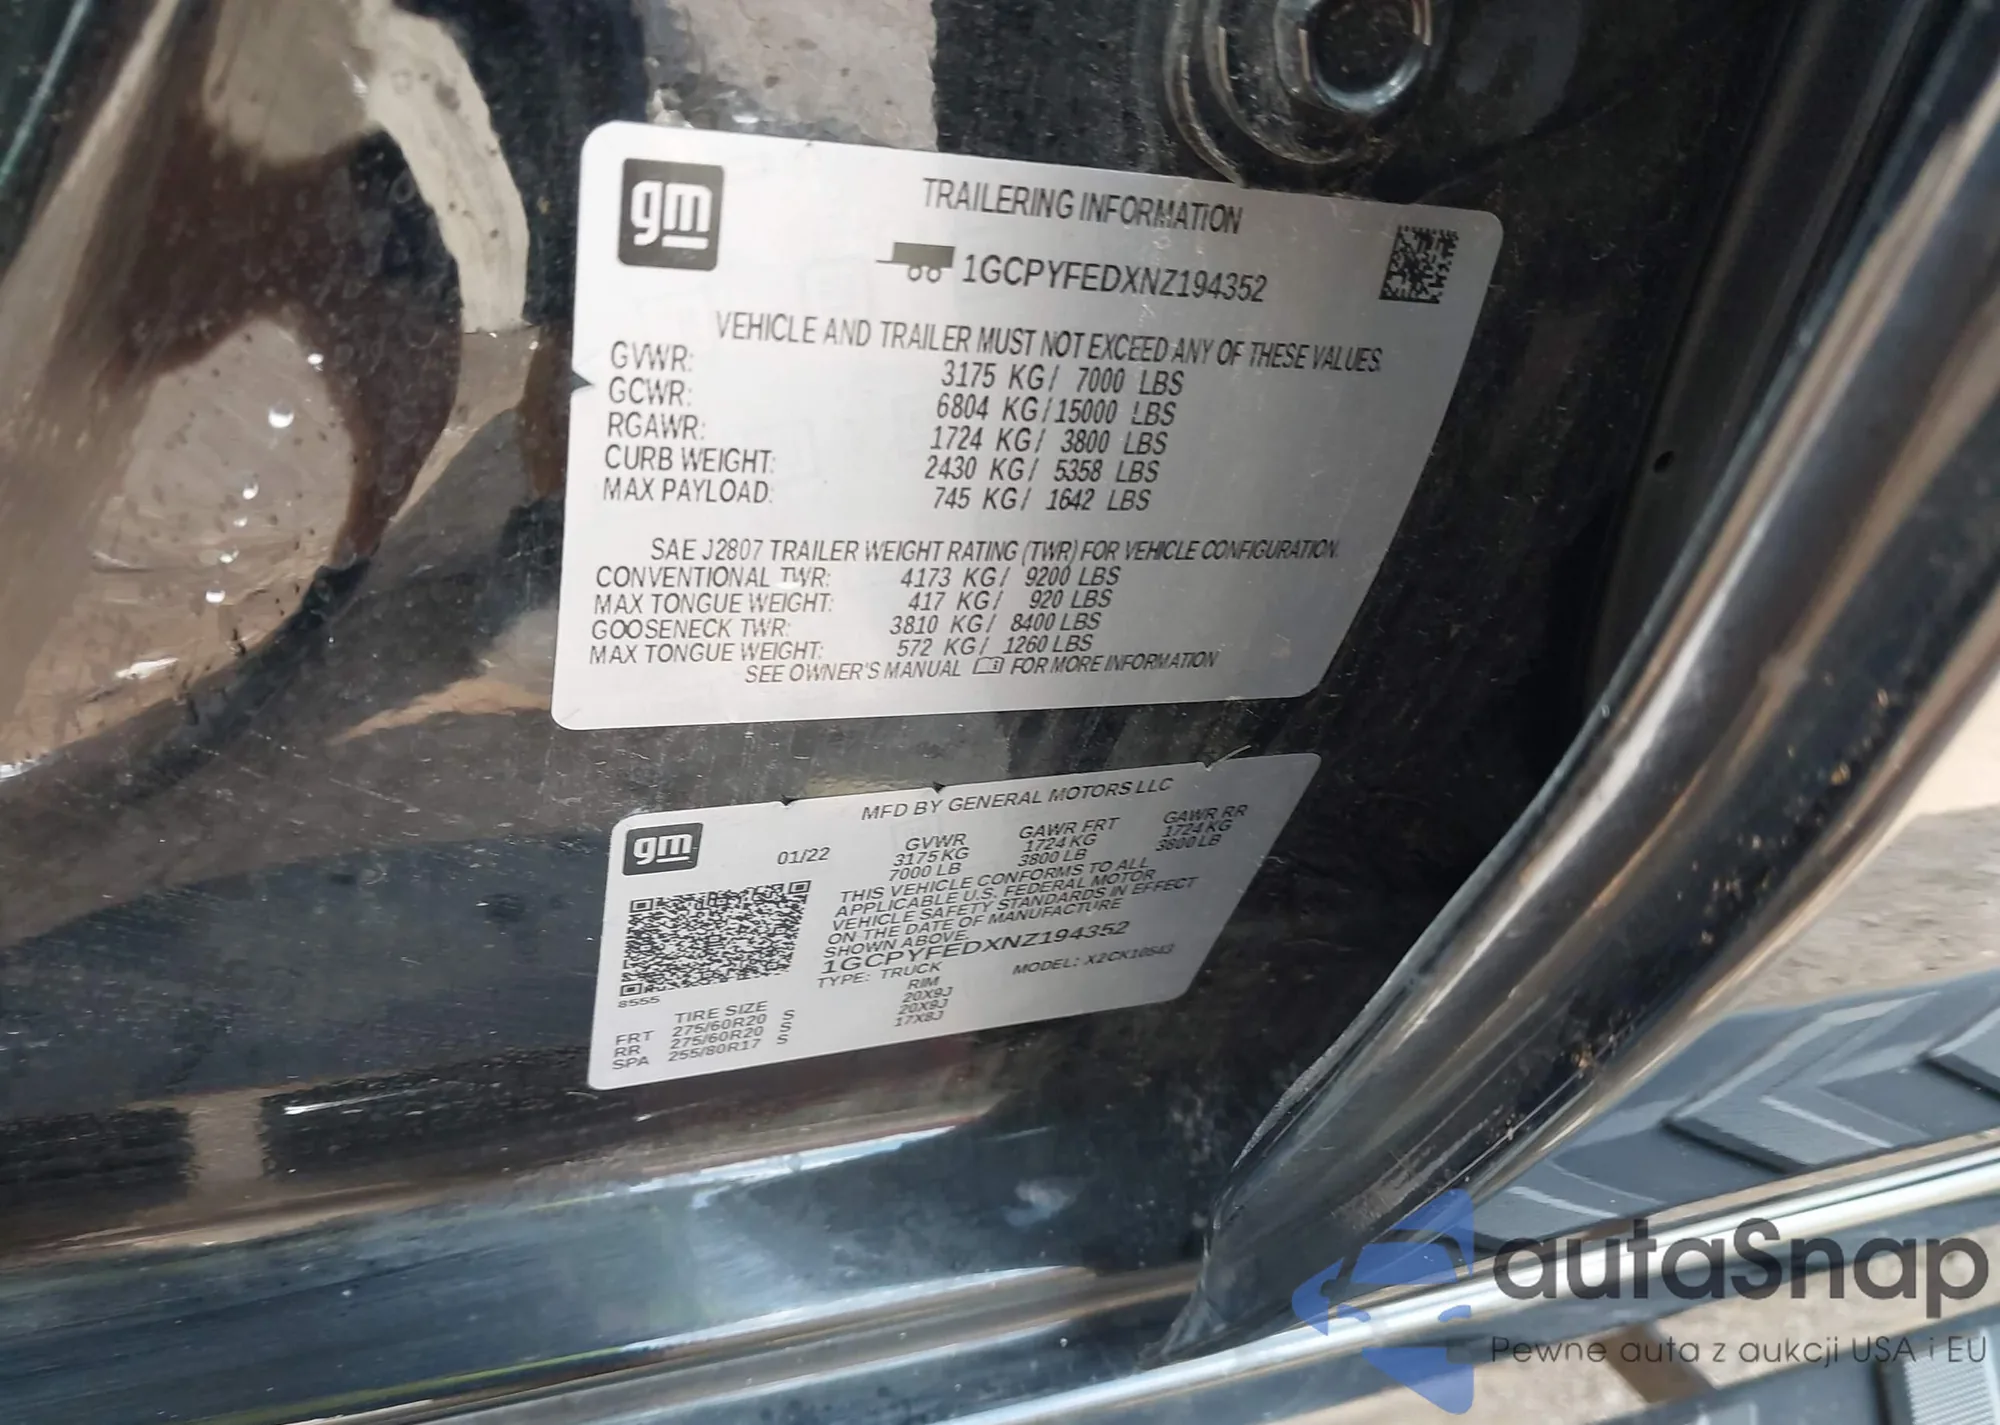 gm
TRAILERING INFORMATION
1GCPYFEDXNZ194352
VEHICLE AND TRAILER MUST NOT EXCEED ANY OF THESE VALUES.
GVWR: 3175 KG/ 7000 LBS
GCWR: 6804 KG/15000 LBS
RGAWR: 1724 KG/ 3800 LBS
CURB WEIGHT: 2430 KG/ 5358 LBS
MAX PAYLOAD: 745 KG/ 1642 LBS
SAE J2807 TRAILER WEIGHT RATING (TWR) FOR VEHICLE CONFIGURATION.
CONVENTIONAL TWR: 4173 KG/ 9200 LBS
MAX TONGUE WEIGHT: 417 KG/ 920 LBS
GOOSENECK TWR: 3810 KG/ 8400 LBS
MAX TONGUE WEIGHT: 572 KG/ 1260 LBS
SEE OWNER'S MANUAL FOR MORE INFORMATION
MFD BY GENERAL MOTORS LLC
gm
01/22
GVWR GAWR FRT GAWR RR
3175KG 1724KG 1724KG
7000 LB 3800 LB 3800 LB
THIS VEHICLE CONFORMS TO ALL
APPLICABLE U.S. FEDERAL MOTOR
VEHICLE SAFETY STANDARDS IN EFFECT
ON THE DATE OF MANUFACTURE
SHOWN ABOVE.
1GCPYFEDXNZ194352
TYPE: TRUCK MODEL: X2CK10543
8555
TIRE SIZE RIM
FRT 275/60R20 S 20X9J
RR 275/60R20 S 20X9J
SPA 255/80R17 S 17X8J
autaSnap
Pewne auta z aukcji USA i EU